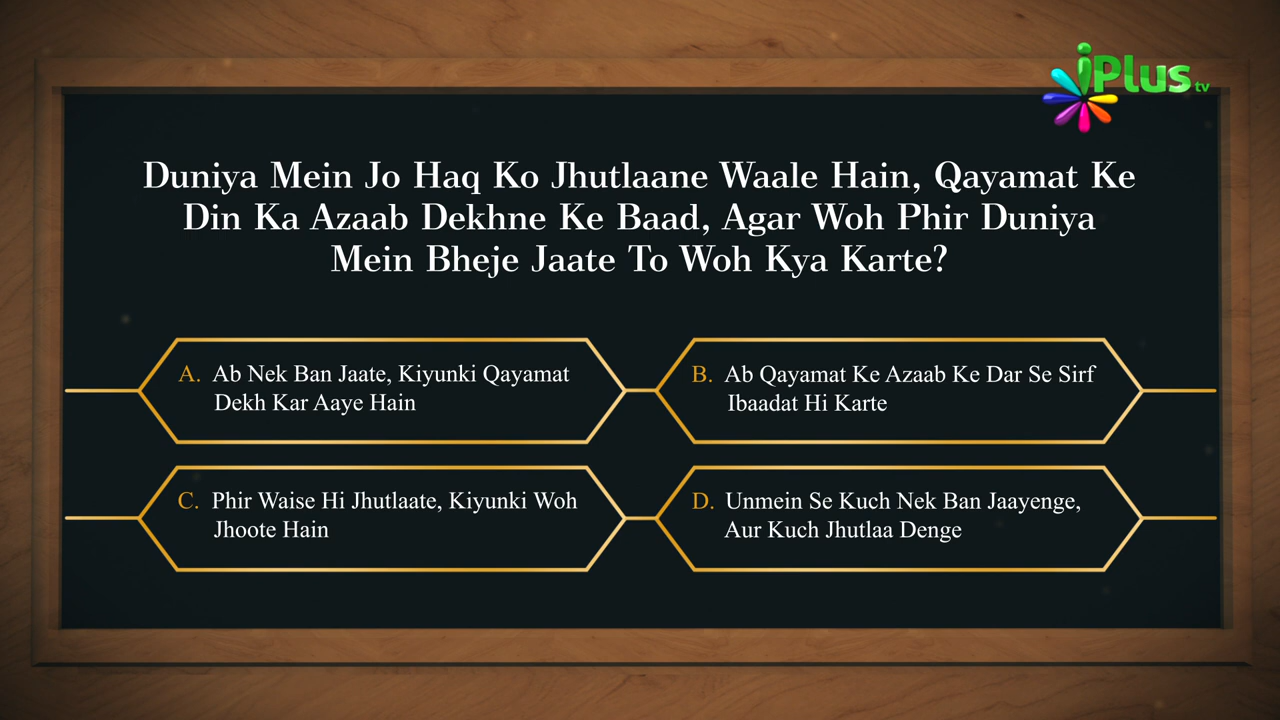 iPlus tv
Duniya Mein Jo Haq Ko Jhutlaane Waale Hain, Qayamat Ke
Din Ka Azaab Dekhne Ke Baad, Agar Woh Phir Duniya
Mein Bheje Jaate To Woh Kya Karte?
A. Ab Nek Ban Jaate, Kiyunki Qayamat
Dekh Kar Aaye Hain
B. Ab Qayamat Ke Azaab Ke Dar Se Sirf
Ibaadat Hi Karte
C. Phir Waise Hi Jhutlaate, Kiyunki Woh
Jhoote Hain
D. Unmein Se Kuch Nek Ban Jaayenge,
Aur Kuch Jhutlaa Denge